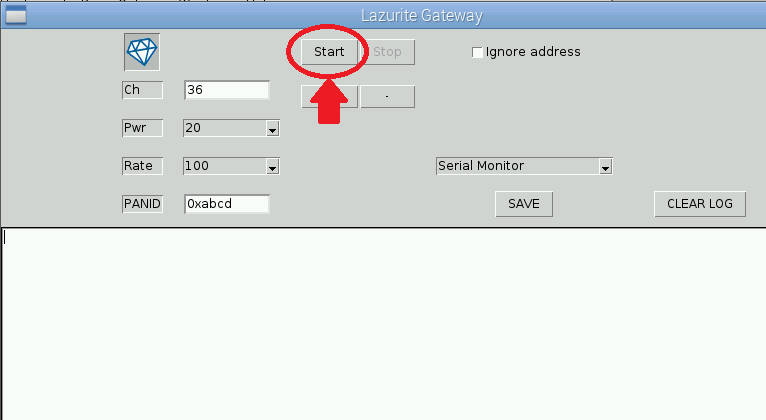 Lazurite Gateway
Start Stop Ignore address
Ch 36
-
Pwr 20
Rate 100 Serial Monitor
PANID 0xabcd SAVE CLEAR LOG